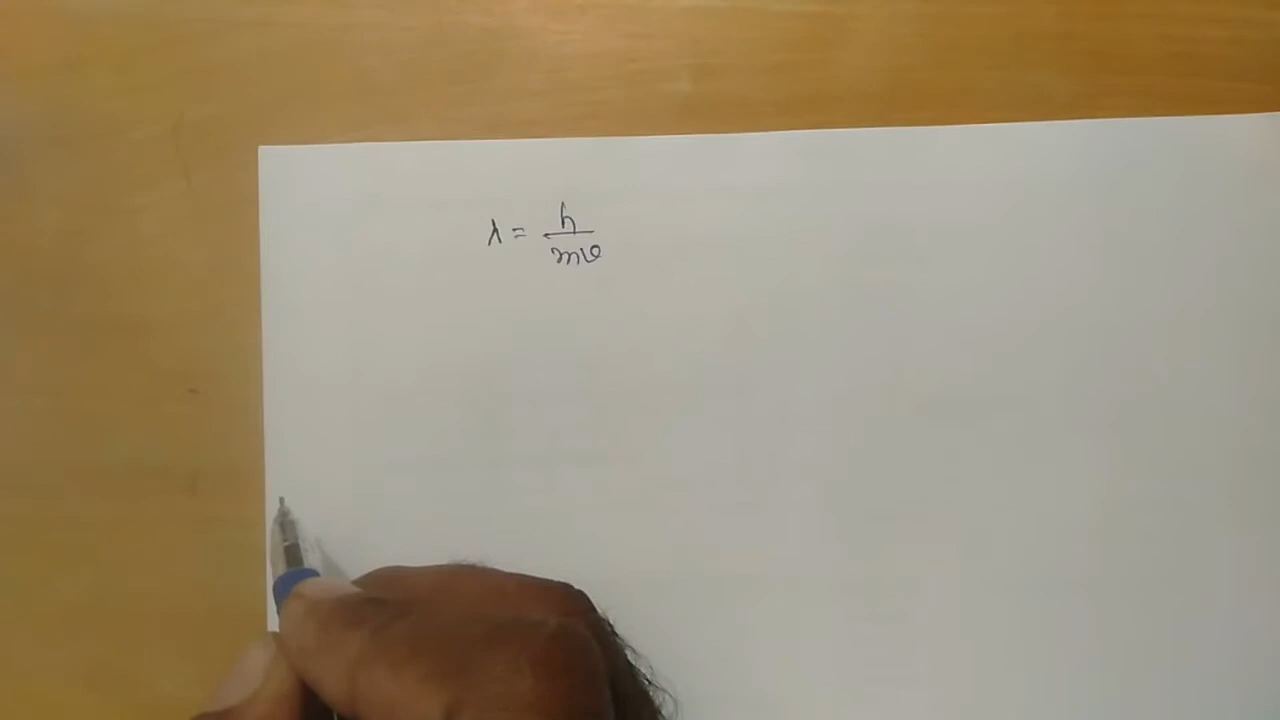 λ = h/mv